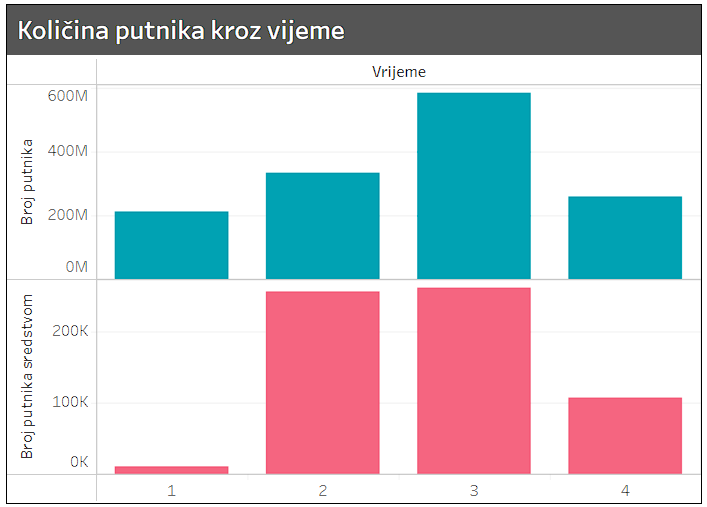 Količina putnika kroz vijeme
Vrijeme
Broj putnika
600M
400M
200M
0M
Broj putnika sredstvom
200K
100K
0K
1
2
3
4